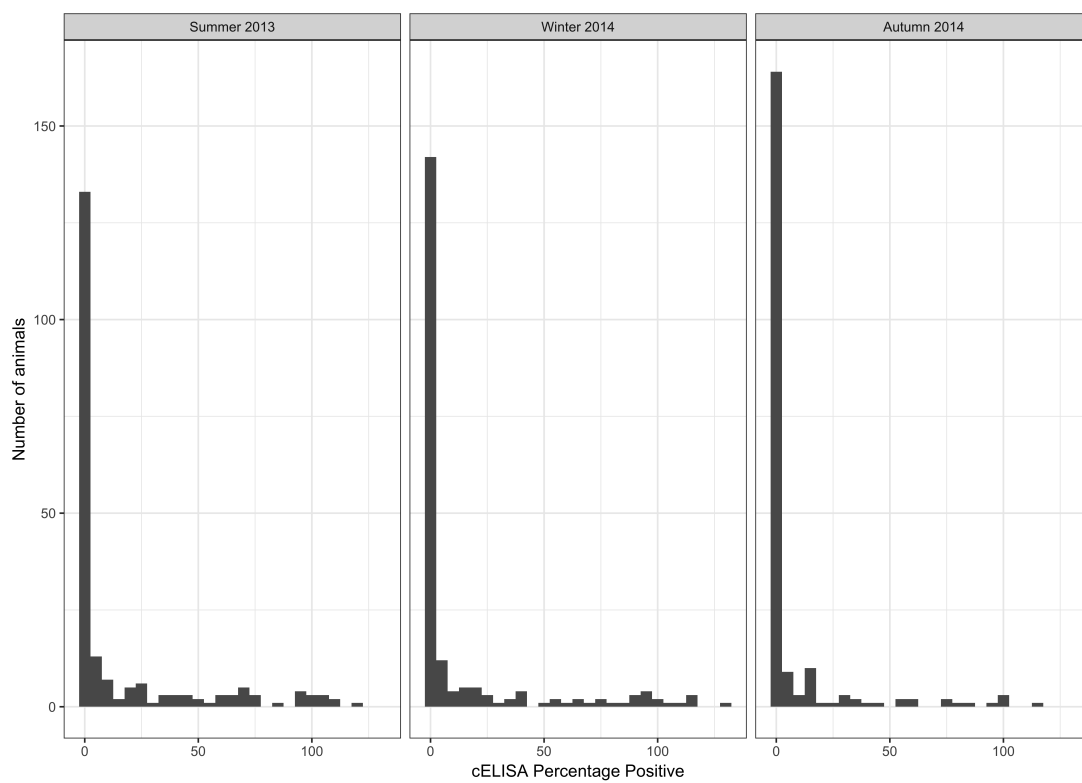 Summer 2013 Winter 2014 Autumn 2014
150
100
50
0
0 50 100 0 50 100 0 50 100
Number of animals
cELISA Percentage Positive